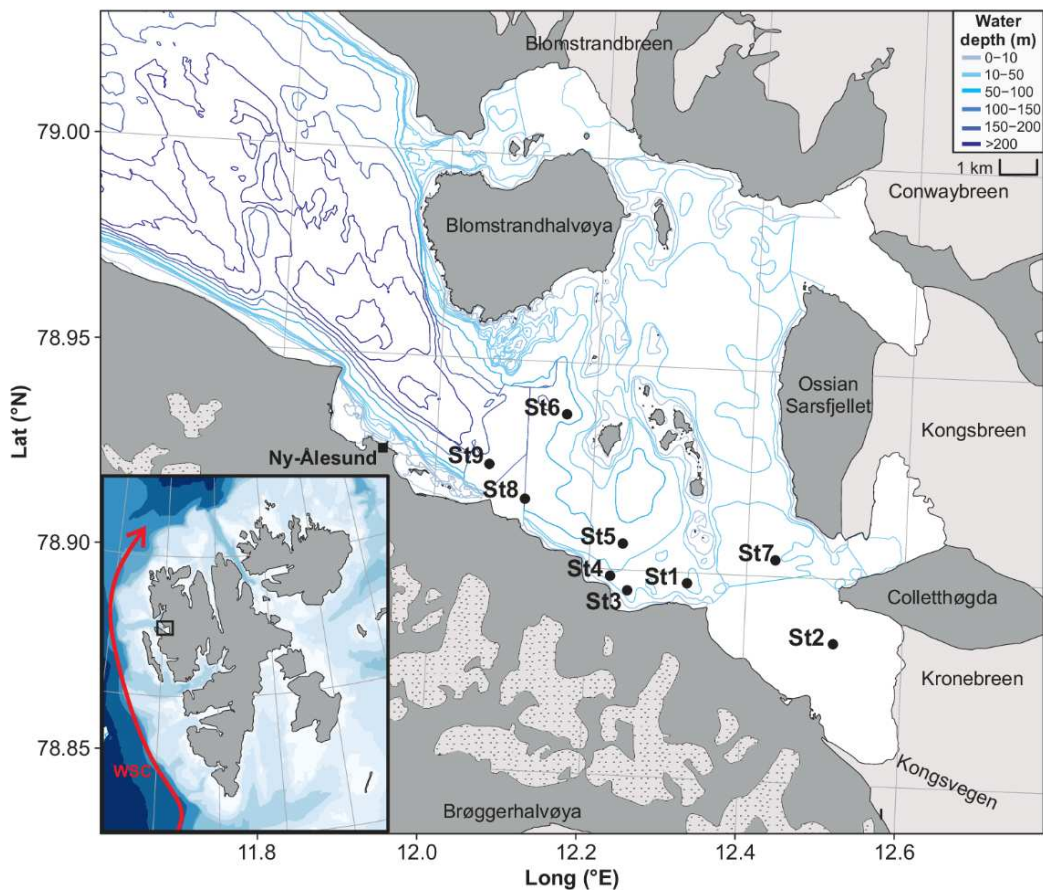 Blomstrandbreen
Water
depth (m)
0–10
10–50
50–100
100–150
150–200
>200
1 km
79.00
Conwaybreen
Blomstrandhalvøya
78.95
Ossian
Sarsfjellet
St6
Kongsbreen
Ny-Ålesund
St9
St8
Lat (°N)
78.90
St5
St7
St4
St1
St3
Colletthøgda
St2
Kronebreen
78.85
WSC
Kongsvegen
Brøggerhalvøya
11.8
12.0
12.2
12.4
12.6
Long (°E)